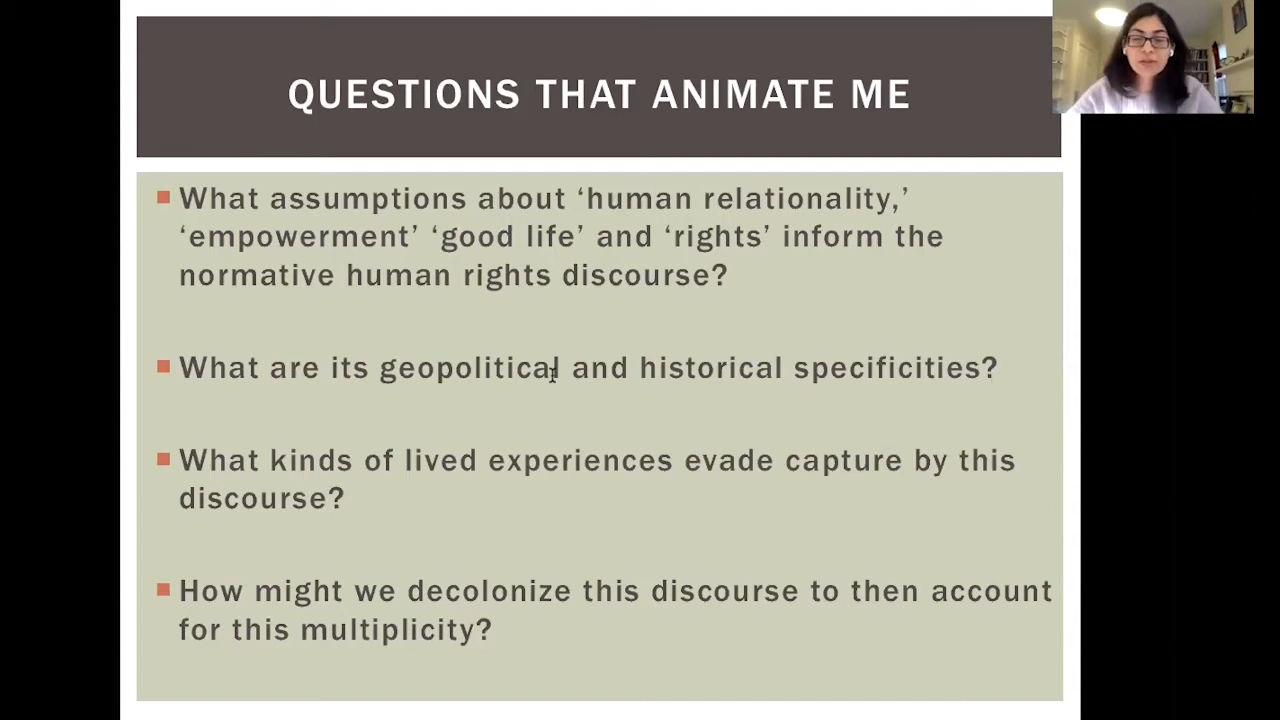 QUESTIONS THAT ANIMATE ME
What assumptions about ‘human relationality,’
‘empowerment’ ‘good life’ and ‘rights’ inform the
normative human rights discourse?
What are its geopolitical and historical specificities?
What kinds of lived experiences evade capture by this
discourse?
How might we decolonize this discourse to then account
for this multiplicity?